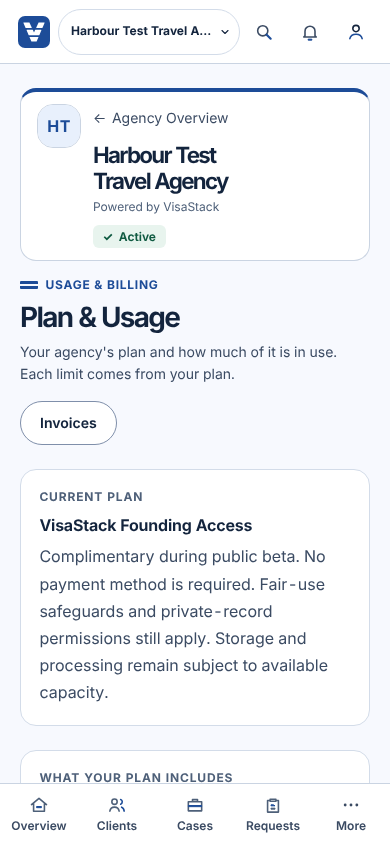 Harbour Test Travel A...
HT
← Agency Overview
Harbour Test
Travel Agency
Powered by VisaStack
✓ Active
USAGE & BILLING
Plan & Usage
Your agency's plan and how much of it is in use.
Each limit comes from your plan.
Invoices
CURRENT PLAN
VisaStack Founding Access
Complimentary during public beta. No
payment method is required. Fair-use
safeguards and private-record
permissions still apply. Storage and
processing remain subject to available
capacity.
WHAT YOUR PLAN INCLUDES
Overview
Clients
Cases
Requests
More